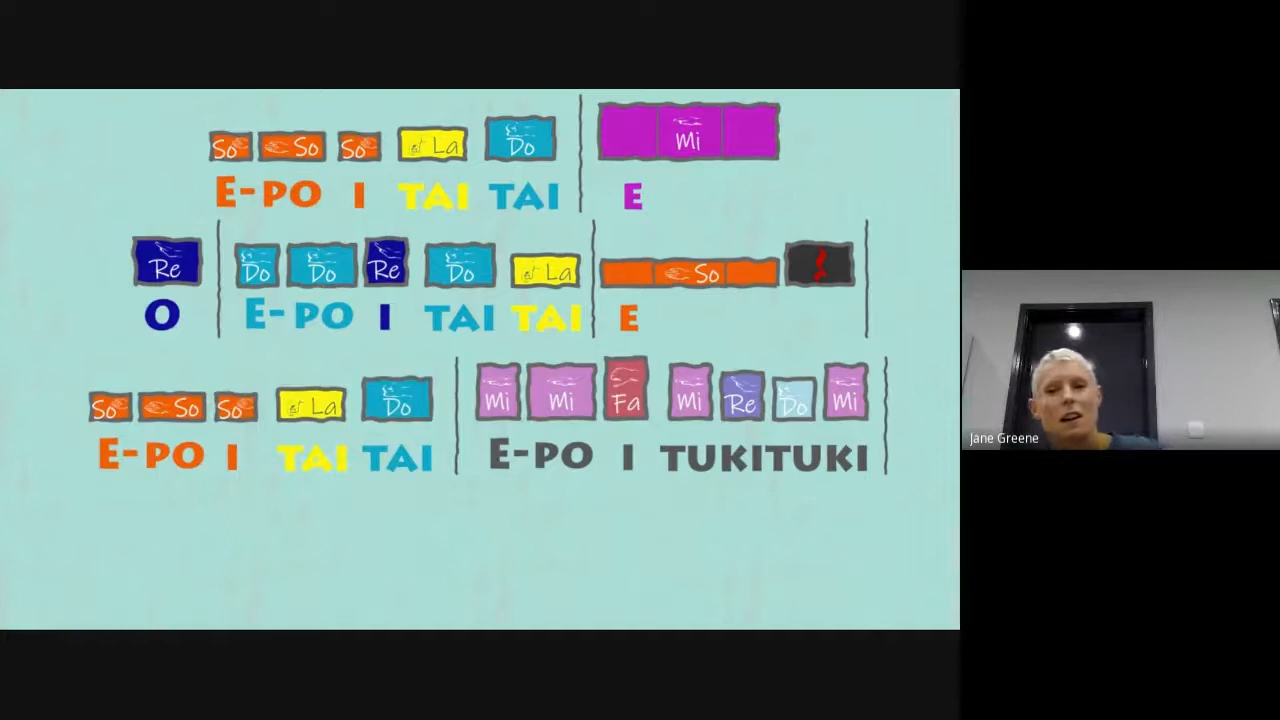 So So So La Do Mi
E-PO I TAI TAI E
Re Do Do Re Do La So
O E-PO I TAI TAI E
So So So La Do Mi Mi Fa Mi Re Do Mi
E-PO I TAI TAI E-PO I TUKITUKI
Jane Greene